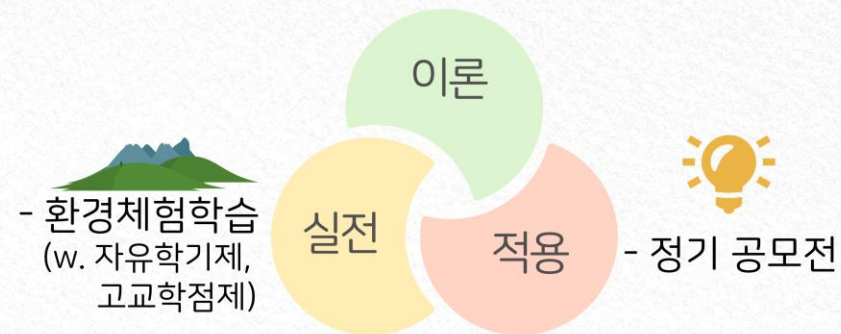 이론
실전
적용
- 환경체험학습
(w. 자유학기제,
고교학점제)
- 정기 공모전